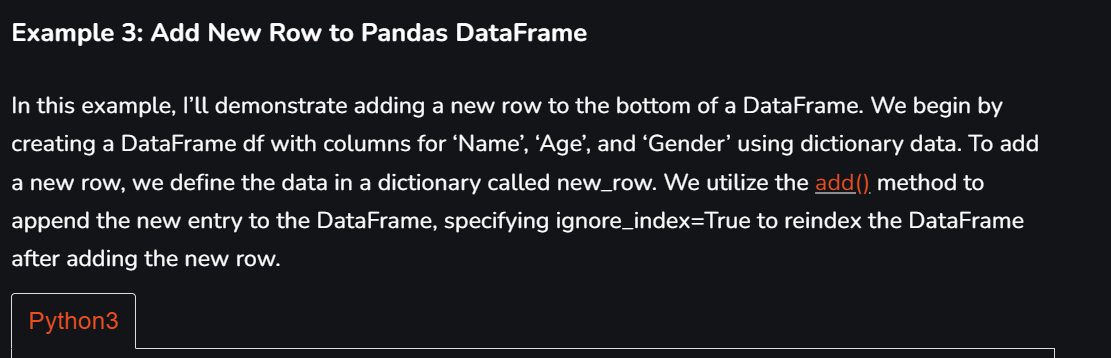 Example 3: Add New Row to Pandas DataFrame
In this example, I’ll demonstrate adding a new row to the bottom of a DataFrame. We begin by
creating a DataFrame df with columns for ‘Name’, ‘Age’, and ‘Gender’ using dictionary data. To add
a new row, we define the data in a dictionary called new_row. We utilize the add() method to
append the new entry to the DataFrame, specifying ignore_index=True to reindex the DataFrame
after adding the new row.
Python3